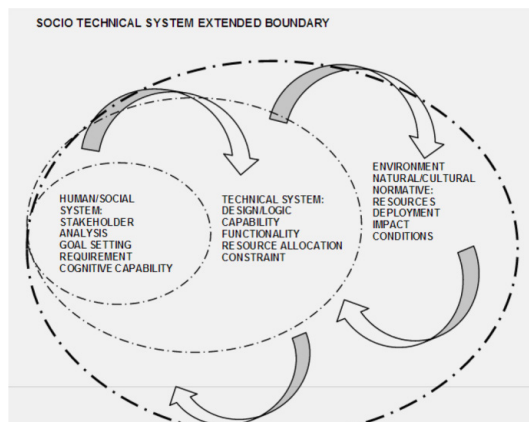 SOCIO TECHNICAL SYSTEM EXTENDED BOUNDARY
HUMAN/SOCIAL
SYSTEM:
STAKEHOLDER
ANALYSIS
GOAL SETTING
REQUIREMENT
COGNITIVE CAPABILITY
TECHNICAL SYSTEM:
DESIGN/LOGIC
CAPABILITY
FUNCTIONALITY
RESOURCE ALLOCATION
CONSTRAINT
ENVIRONMENT
NATURAL/CULTURAL
NORMATIVE:
RESOURCES
DEPLOYMENT
IMPACT
CONDITIONS